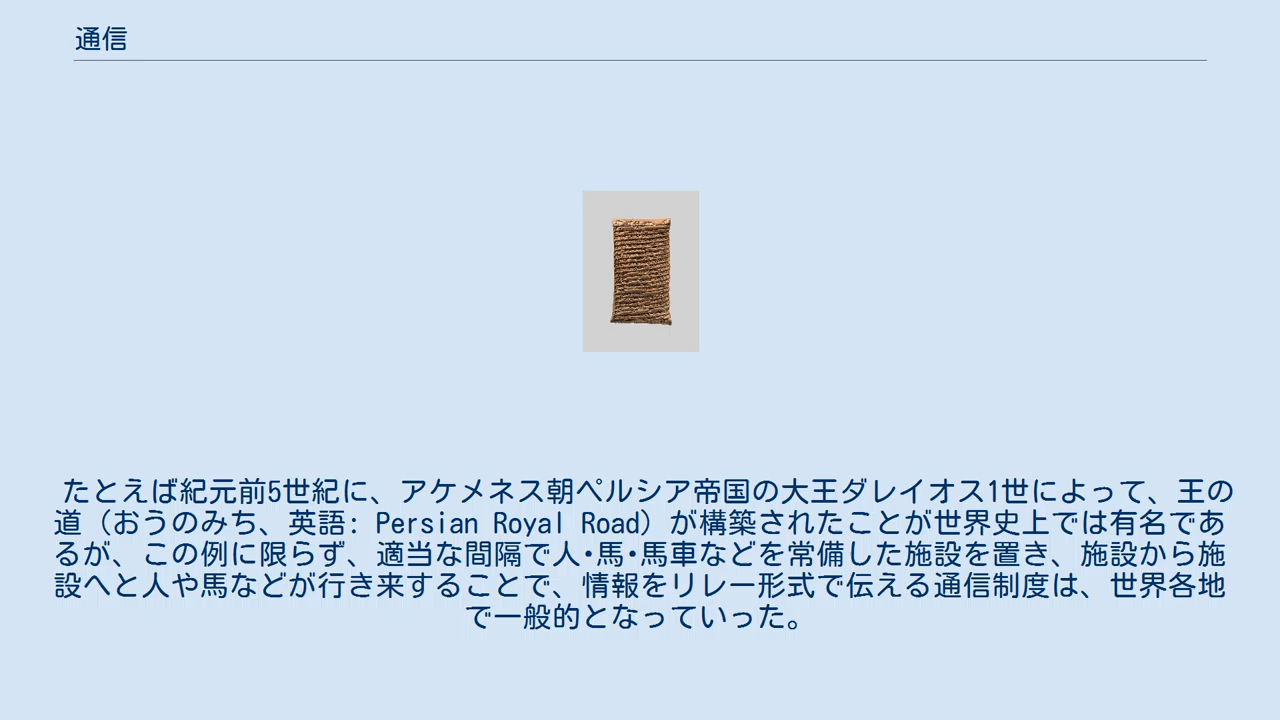 通信
たとえば紀元前5世紀に、アケメネス朝ペルシア帝国の大王ダレイオス1世によって、王の
道（おうのみち、英語: Persian Royal Road）が構築されたことが世界史上では有名であ
るが、この例に限らず、適当な間隔で人・馬・馬車などを常備した施設を置き、施設から施
設へと人や馬などが行き来することで、情報をリレー形式で伝える通信制度は、世界各地
で一般的となっていった。